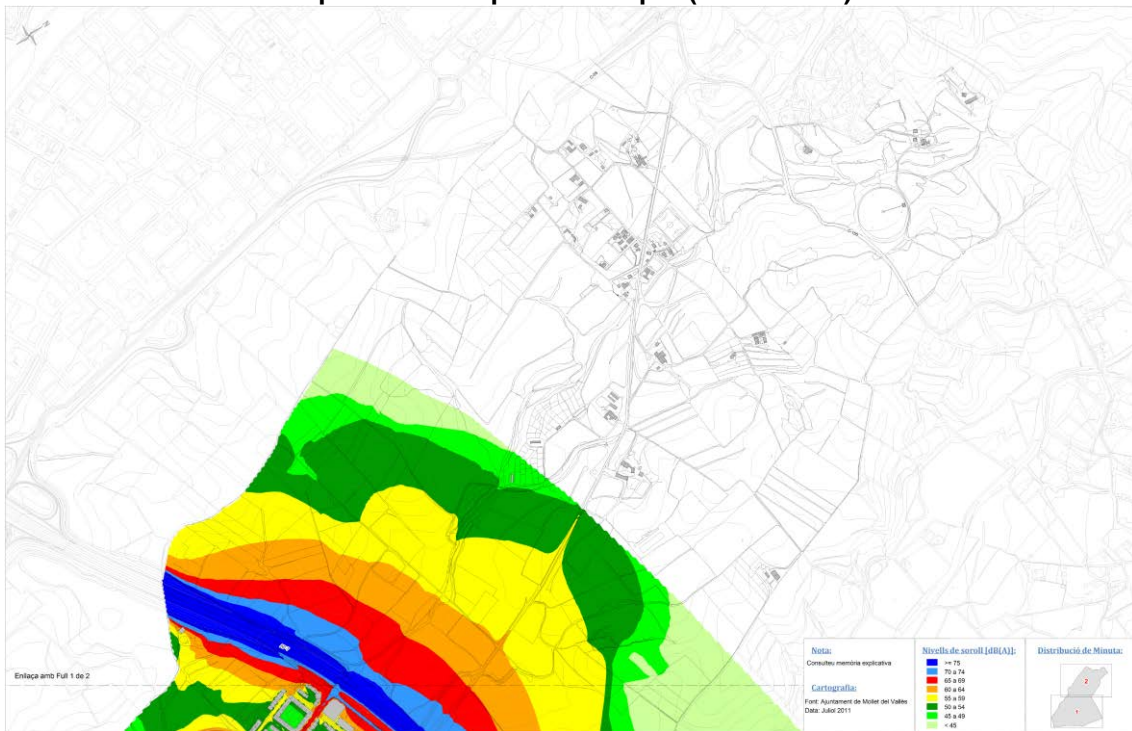 Enllaça amb Full 1 de 2
Nota:
Consulteu memòria explicativa
Cartografia:
Font: Ajuntament de Mollet del Vallès
Data: Juliol 2011
Nivells de soroll [dB(A)]:
>= 75
70 a 74
65 a 69
60 a 64
55 a 59
50 a 54
45 a 49
< 45
Distribució de Minuta:
2
1